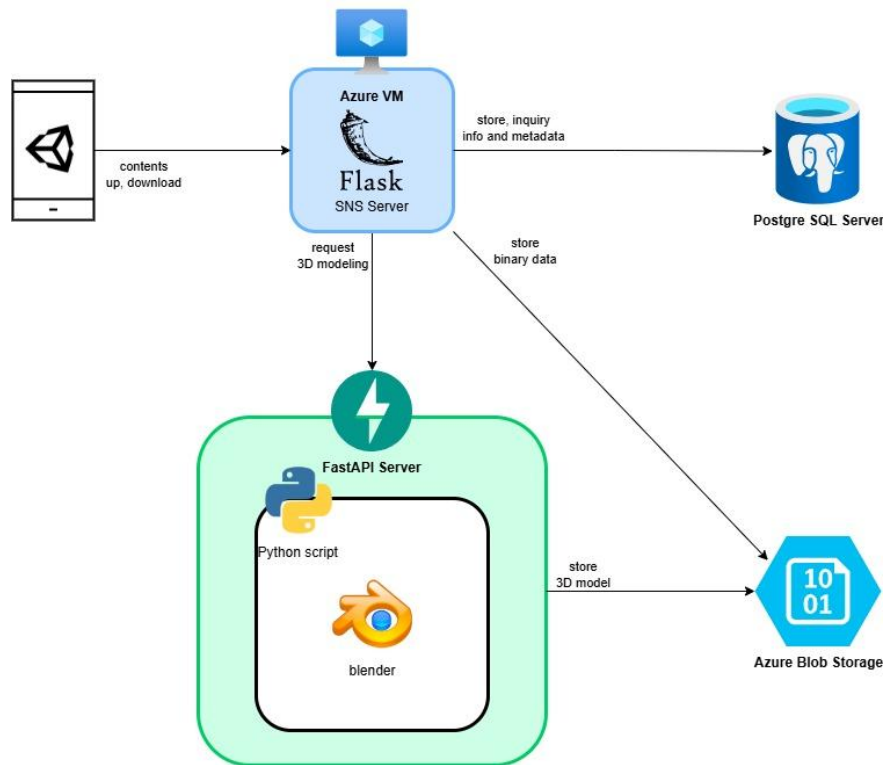 Azure VM
Flask
SNS Server
contents
up, download
store, inquiry
info and metadata
Postgre SQL Server
request
3D modeling
store
binary data
FastAPI Server
Python script
blender
store
3D model
10
01
Azure Blob Storage